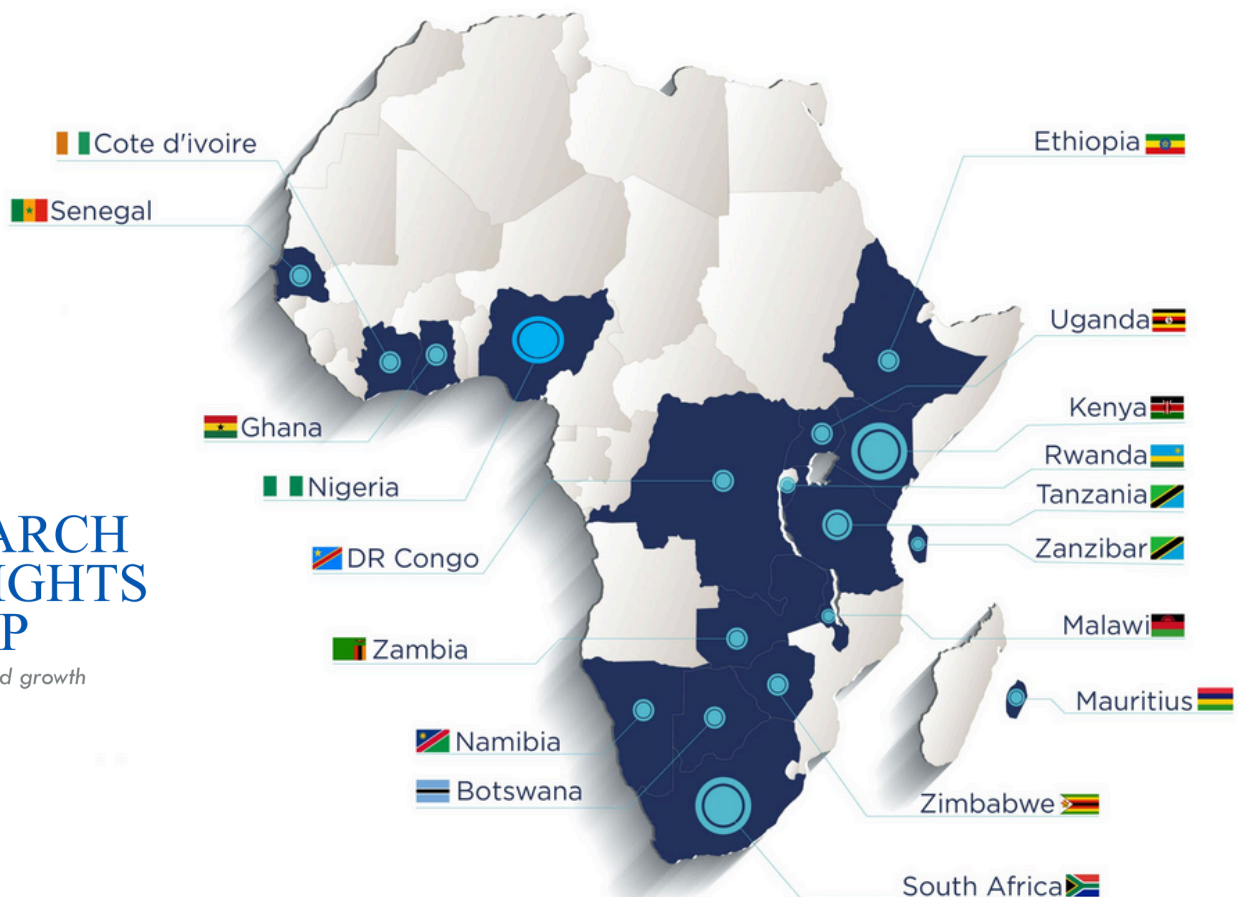 Cote d'ivoire
Senegal
Ghana
Nigeria
DR Congo
Zambia
Namibia
Botswana
Ethiopia
Uganda
Kenya
Rwanda
Tanzania
Zanzibar
Malawi
Mauritius
Zimbabwe
South Africa
ARCH
IGHTS
P
d growth